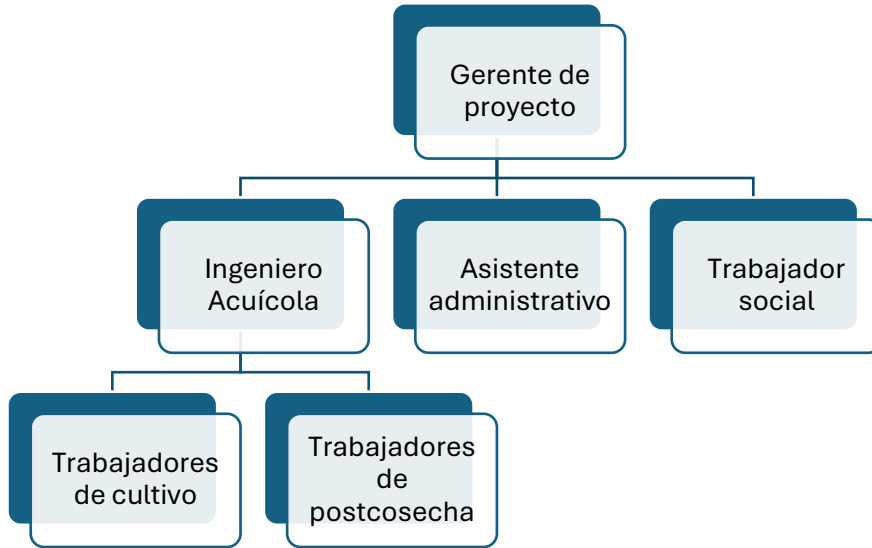 Gerente de
proyecto
Ingeniero
Acuícola
Asistente
administrativo
Trabajador
social
Trabajadores
de cultivo
Trabajadores
de
postcosecha